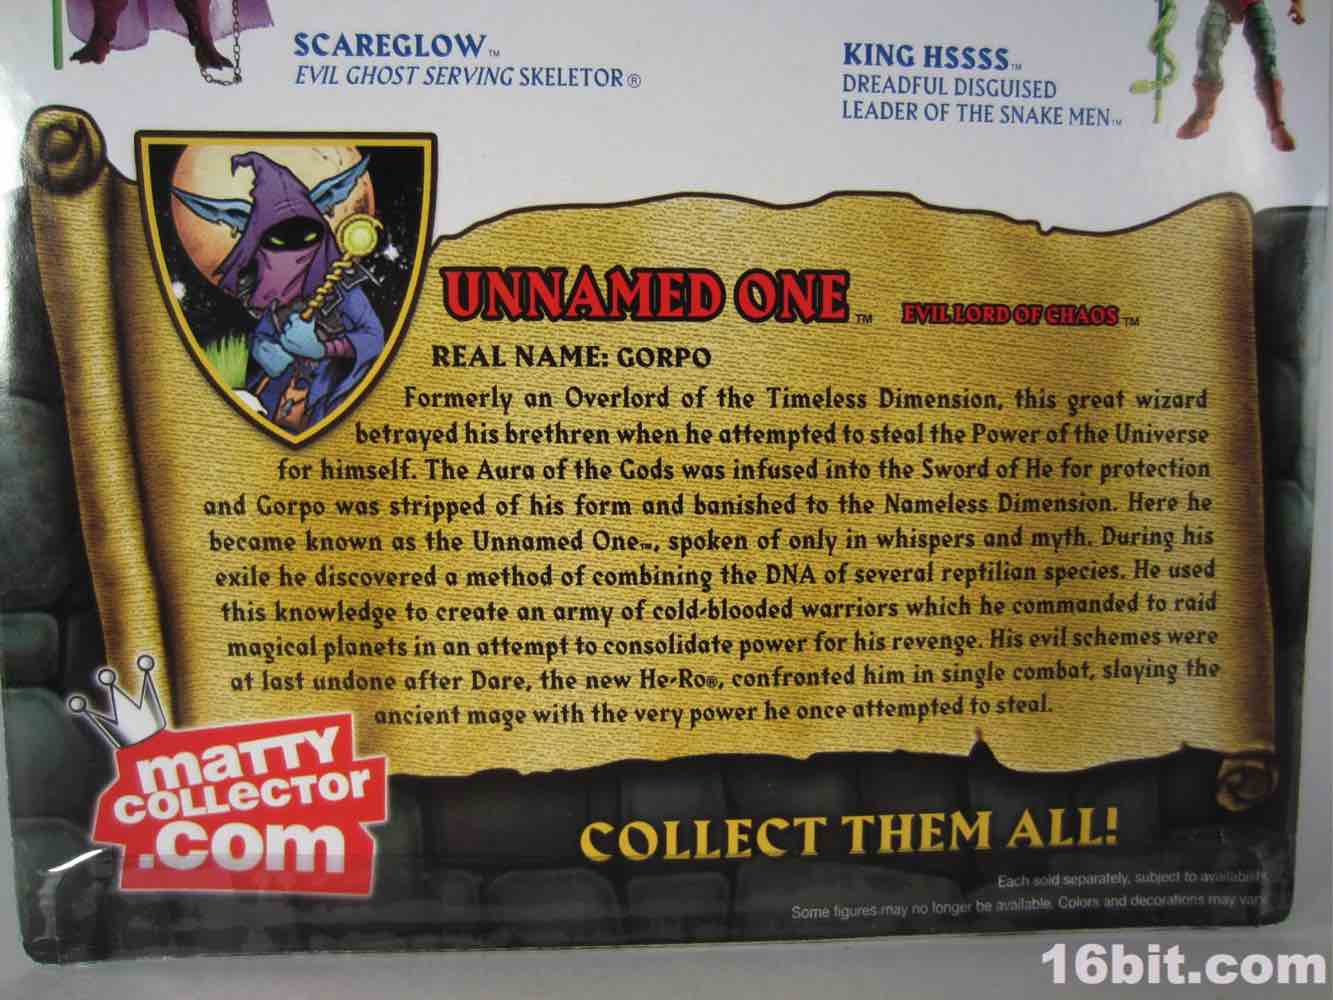 SCAREGLOW™
EVIL GHOST SERVING SKELETOR®
KING HSSSS™
DREADFUL DISGUISED
LEADER OF THE SNAKE MEN™
UNNAMED ONE™ EVIL LORD OF CHAOS™
REAL NAME: GORPO
Formerly an Overlord of the Timeless Dimension, this great wizard
betrayed his brethren when he attempted to steal the Power of the Universe
for himself. The Aura of the Gods was infused into the Sword of He for protection
and Gorpo was stripped of his form and banished to the Nameless Dimension. Here he
became known as the Unnamed One™, spoken of only in whispers and myth. During his
exile he discovered a method of combining the DNA of several reptilian species. He used
this knowledge to create an army of cold-blooded warriors which he commanded to raid
magical planets in an attempt to consolidate power for his revenge. His evil schemes were
at last undone after Dare, the new He-Ro®, confronted him in single combat, slaying the
ancient mage with the very power he once attempted to steal.
matty
COLLECTOR
.com
COLLECT THEM ALL!
Each sold separately, subject to availability.
Some figures may no longer be available. Colors and decorations may vary.
16bit.com